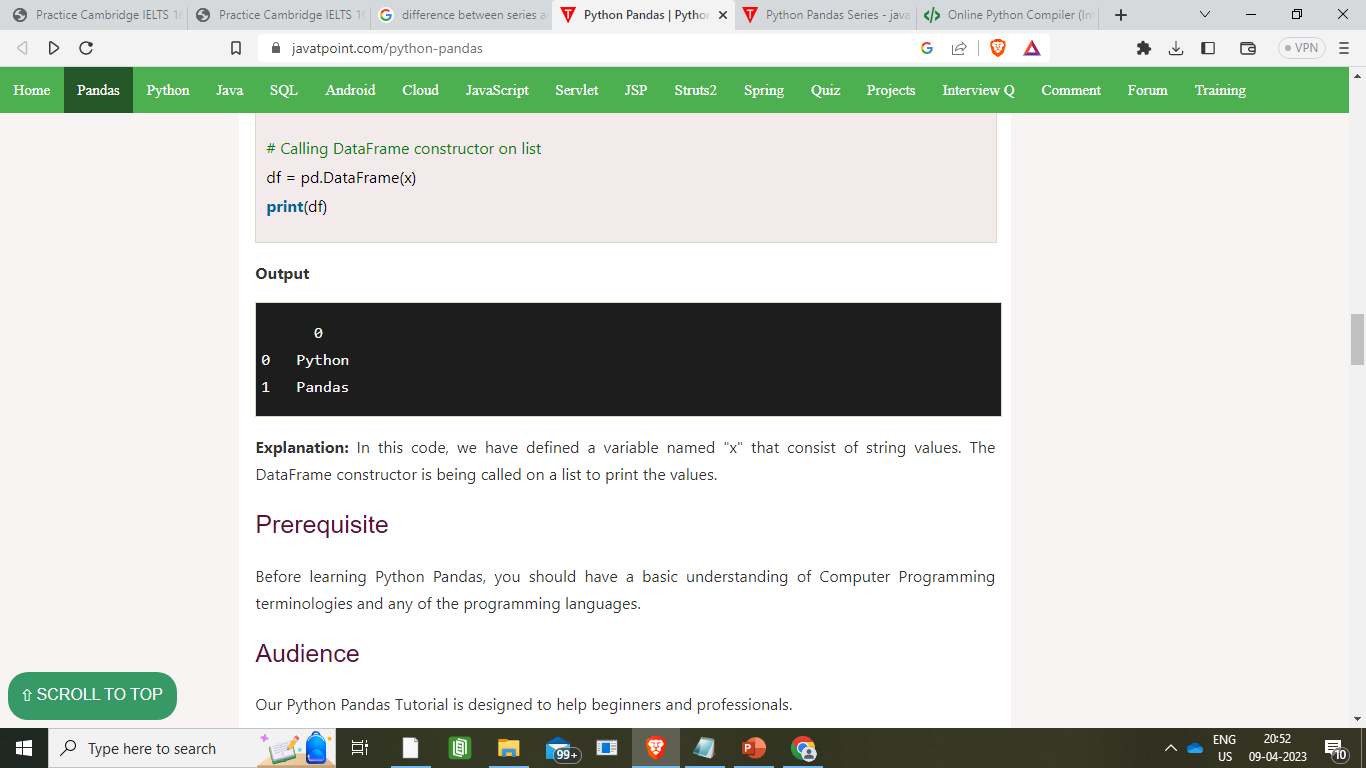 Practice Cambridge IELTS 16
Practice Cambridge IELTS 16
difference between series a
Python Pandas | Python
Python Pandas Series - java
Online Python Compiler (In
javatpoint.com/python-pandas
VPN
Home Pandas Python Java SQL Android Cloud JavaScript Servlet JSP Struts2 Spring Quiz Projects Interview Q Comment Forum Training
# Calling DataFrame constructor on list
df = pd.DataFrame(x)
print(df)
Output
0
0 Python
1 Pandas
Explanation: In this code, we have defined a variable named "x" that consist of string values. The
DataFrame constructor is being called on a list to print the values.
Prerequisite
Before learning Python Pandas, you should have a basic understanding of Computer Programming
terminologies and any of the programming languages.
Audience
⇧ SCROLL TO TOP
Our Python Pandas Tutorial is designed to help beginners and professionals.
Type here to search
99+
ENG
US
20:52
09-04-2023
10